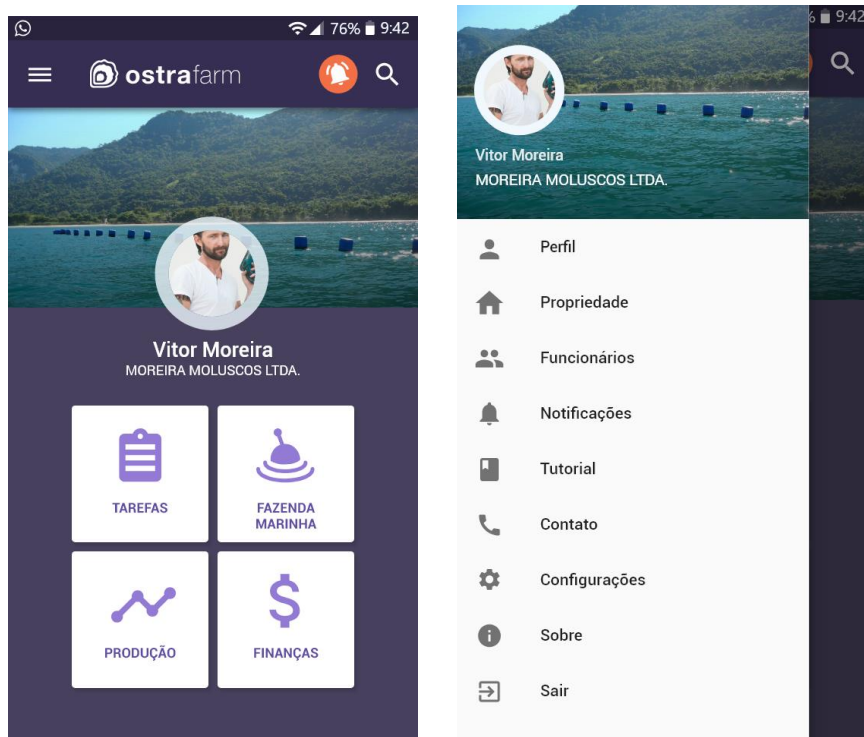 76% 9:42
ostrafarm
Vitor Moreira
MOREIRA MOLUSCOS LTDA.
TAREFAS
FAZENDA
MARINHA
PRODUÇÃO
FINANÇAS
% 9:42
Vitor Moreira
MOREIRA MOLUSCOS LTDA.
Perfil
Propriedade
Funcionários
Notificações
Tutorial
Contato
Configurações
Sobre
Sair